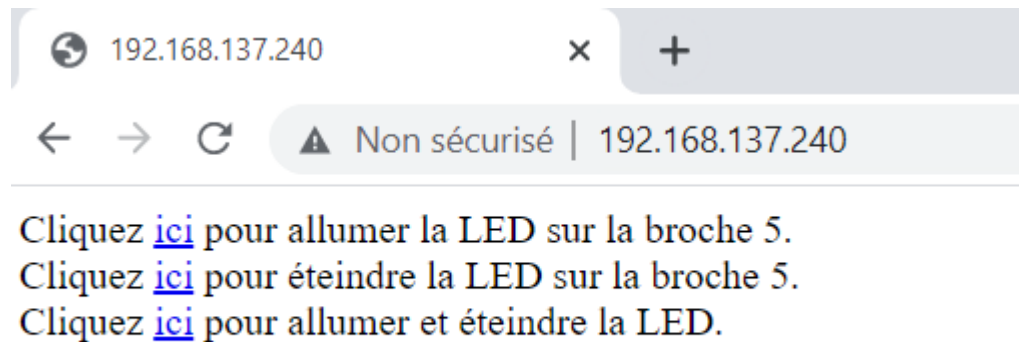 192.168.137.240
Non sécurisé | 192.168.137.240
Cliquez ici pour allumer la LED sur la broche 5.
Cliquez ici pour éteindre la LED sur la broche 5.
Cliquez ici pour allumer et éteindre la LED.